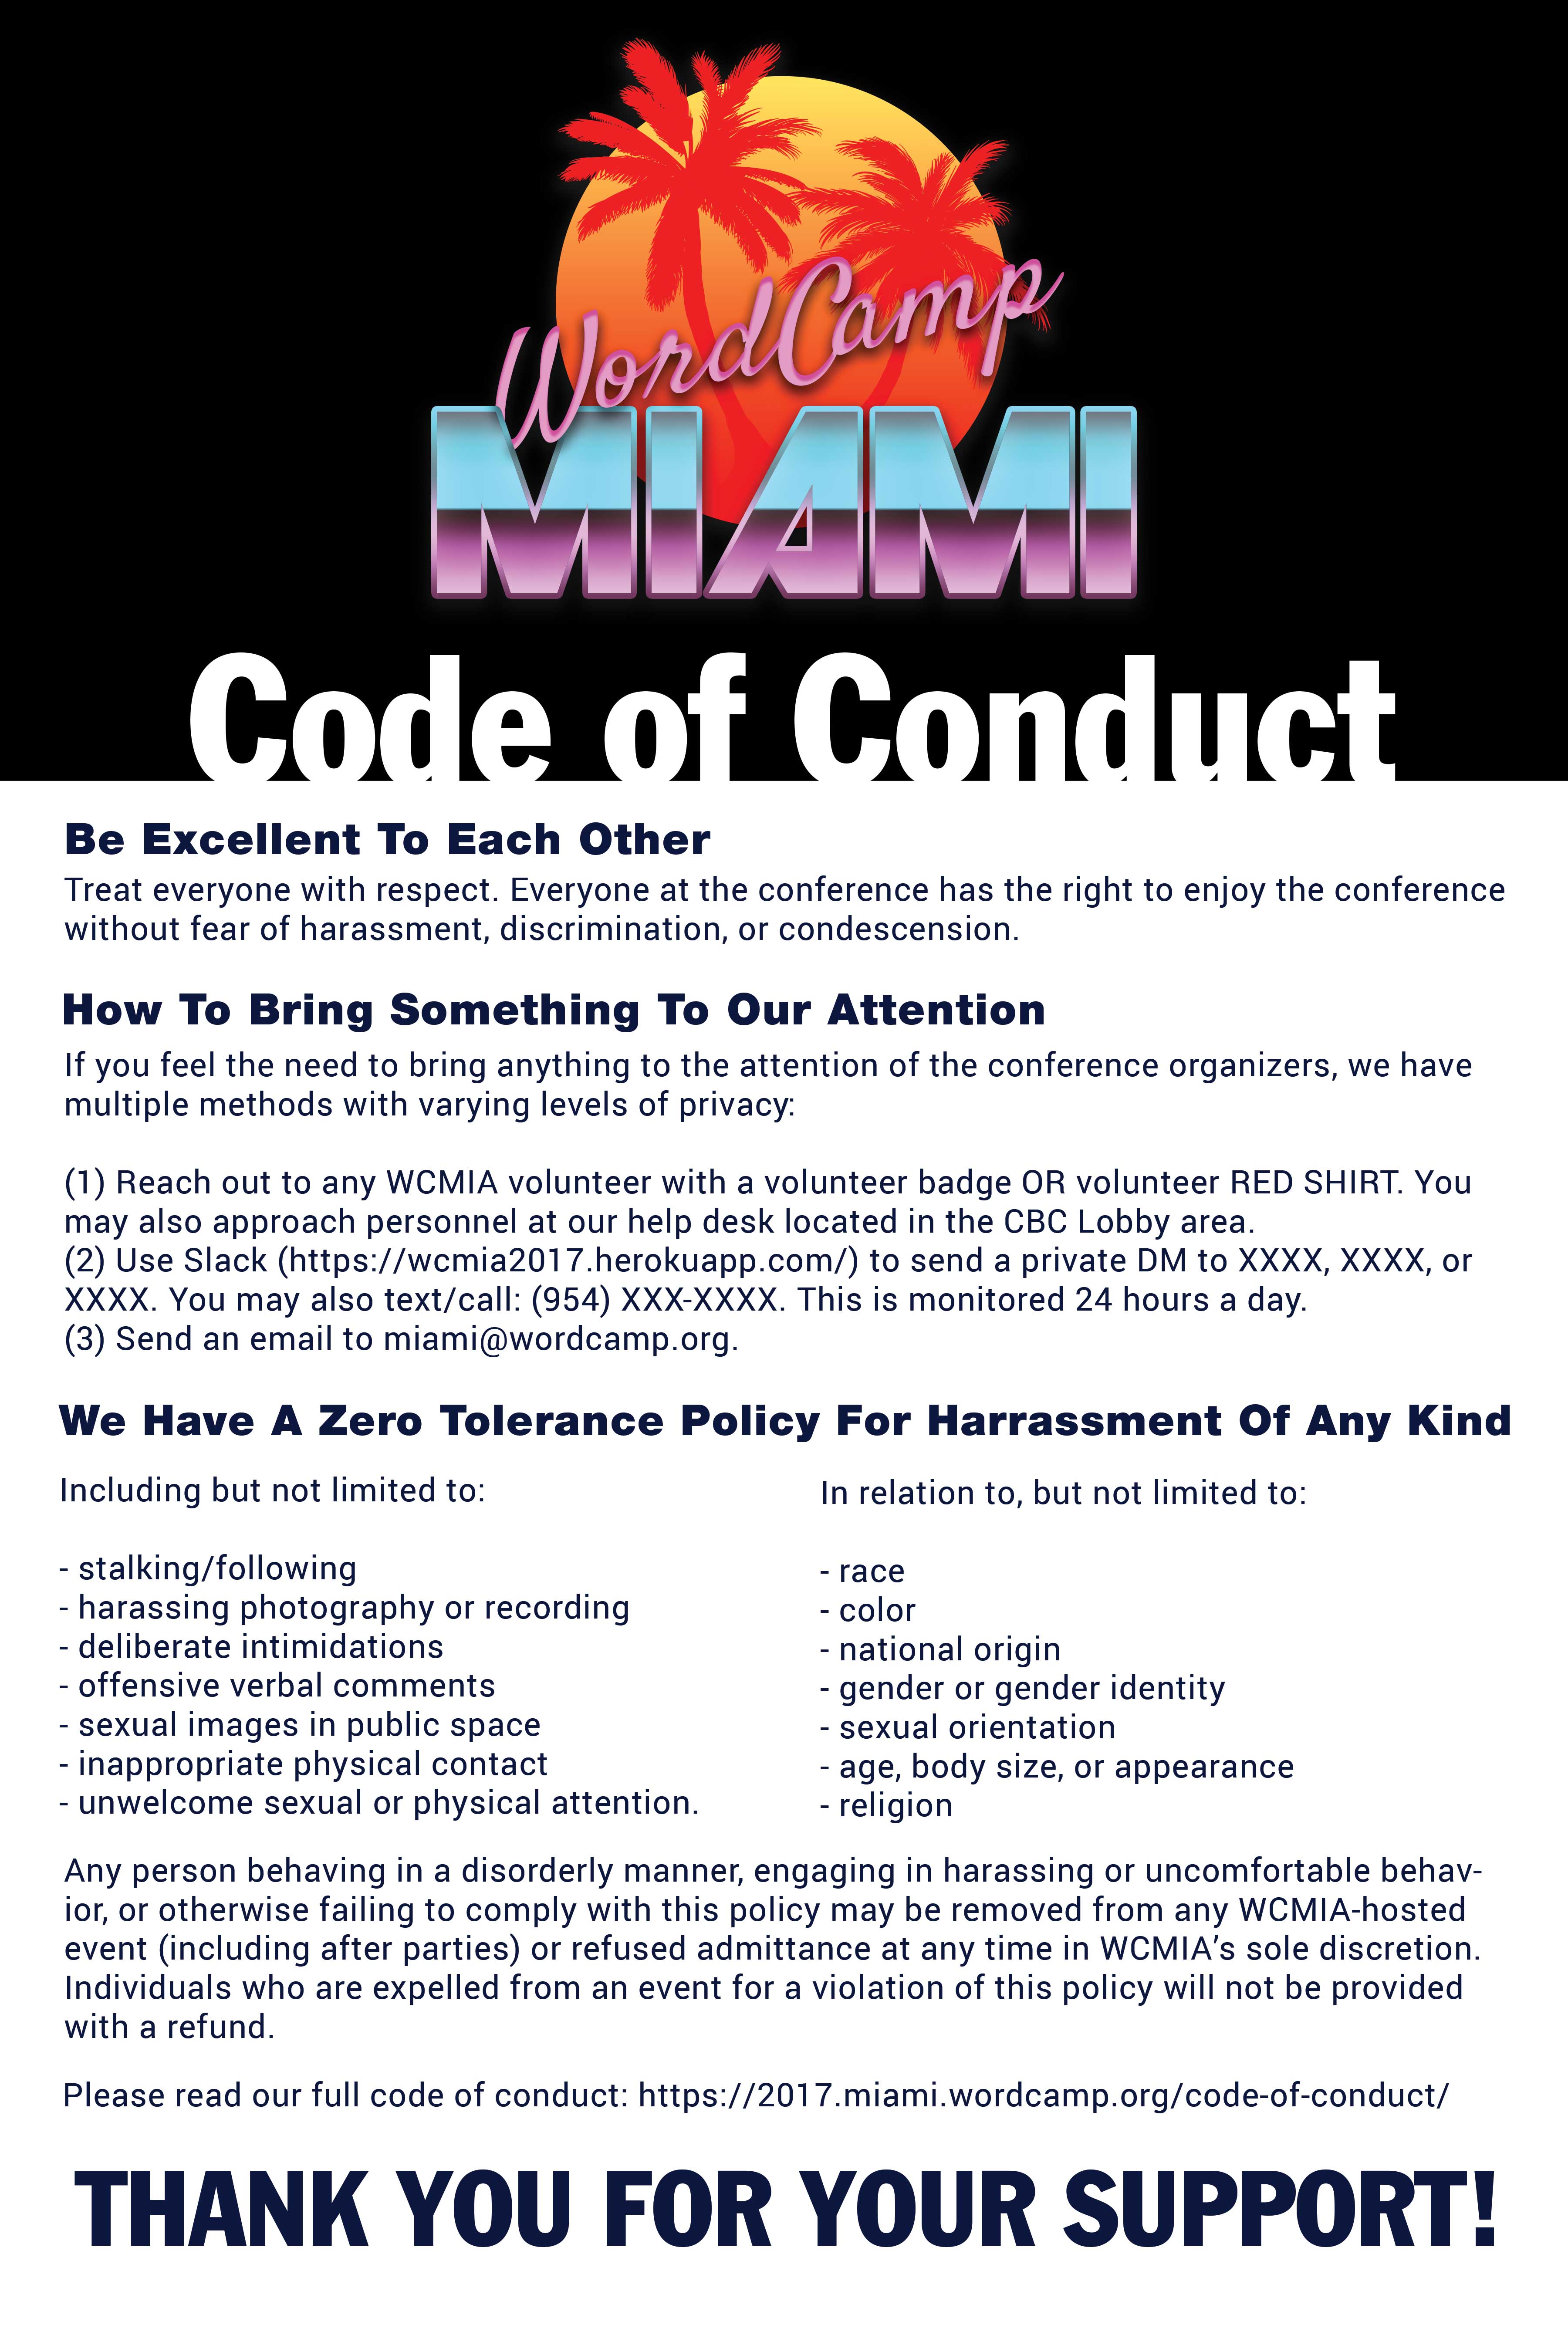 WordCamp
MIAMI
Code of Conduct
Be Excellent To Each Other
Treat everyone with respect. Everyone at the conference has the right to enjoy the conference
without fear of harassment, discrimination, or condescension.
How To Bring Something To Our Attention
If you feel the need to bring anything to the attention of the conference organizers, we have
multiple methods with varying levels of privacy:
(1) Reach out to any WCMIA volunteer with a volunteer badge OR volunteer RED SHIRT. You
may also approach personnel at our help desk located in the CBC Lobby area.
(2) Use Slack (https://wcmia2017.herokuapp.com/) to send a private DM to XXXX, XXXX, or
XXXX. You may also text/call: (954) XXX-XXXX. This is monitored 24 hours a day.
(3) Send an email to miami@wordcamp.org.
We Have A Zero Tolerance Policy For Harrassment Of Any Kind
Including but not limited to:
- stalking/following
- harassing photography or recording
- deliberate intimidations
- offensive verbal comments
- sexual images in public space
- inappropriate physical contact
- unwelcome sexual or physical attention.
In relation to, but not limited to:
- race
- color
- national origin
- gender or gender identity
- sexual orientation
- age, body size, or appearance
- religion
Any person behaving in a disorderly manner, engaging in harassing or uncomfortable behav-
ior, or otherwise failing to comply with this policy may be removed from any WCMIA-hosted
event (including after parties) or refused admittance at any time in WCMIA’s sole discretion.
Individuals who are expelled from an event for a violation of this policy will not be provided
with a refund.
Please read our full code of conduct: https://2017.miami.wordcamp.org/code-of-conduct/
THANK YOU FOR YOUR SUPPORT!